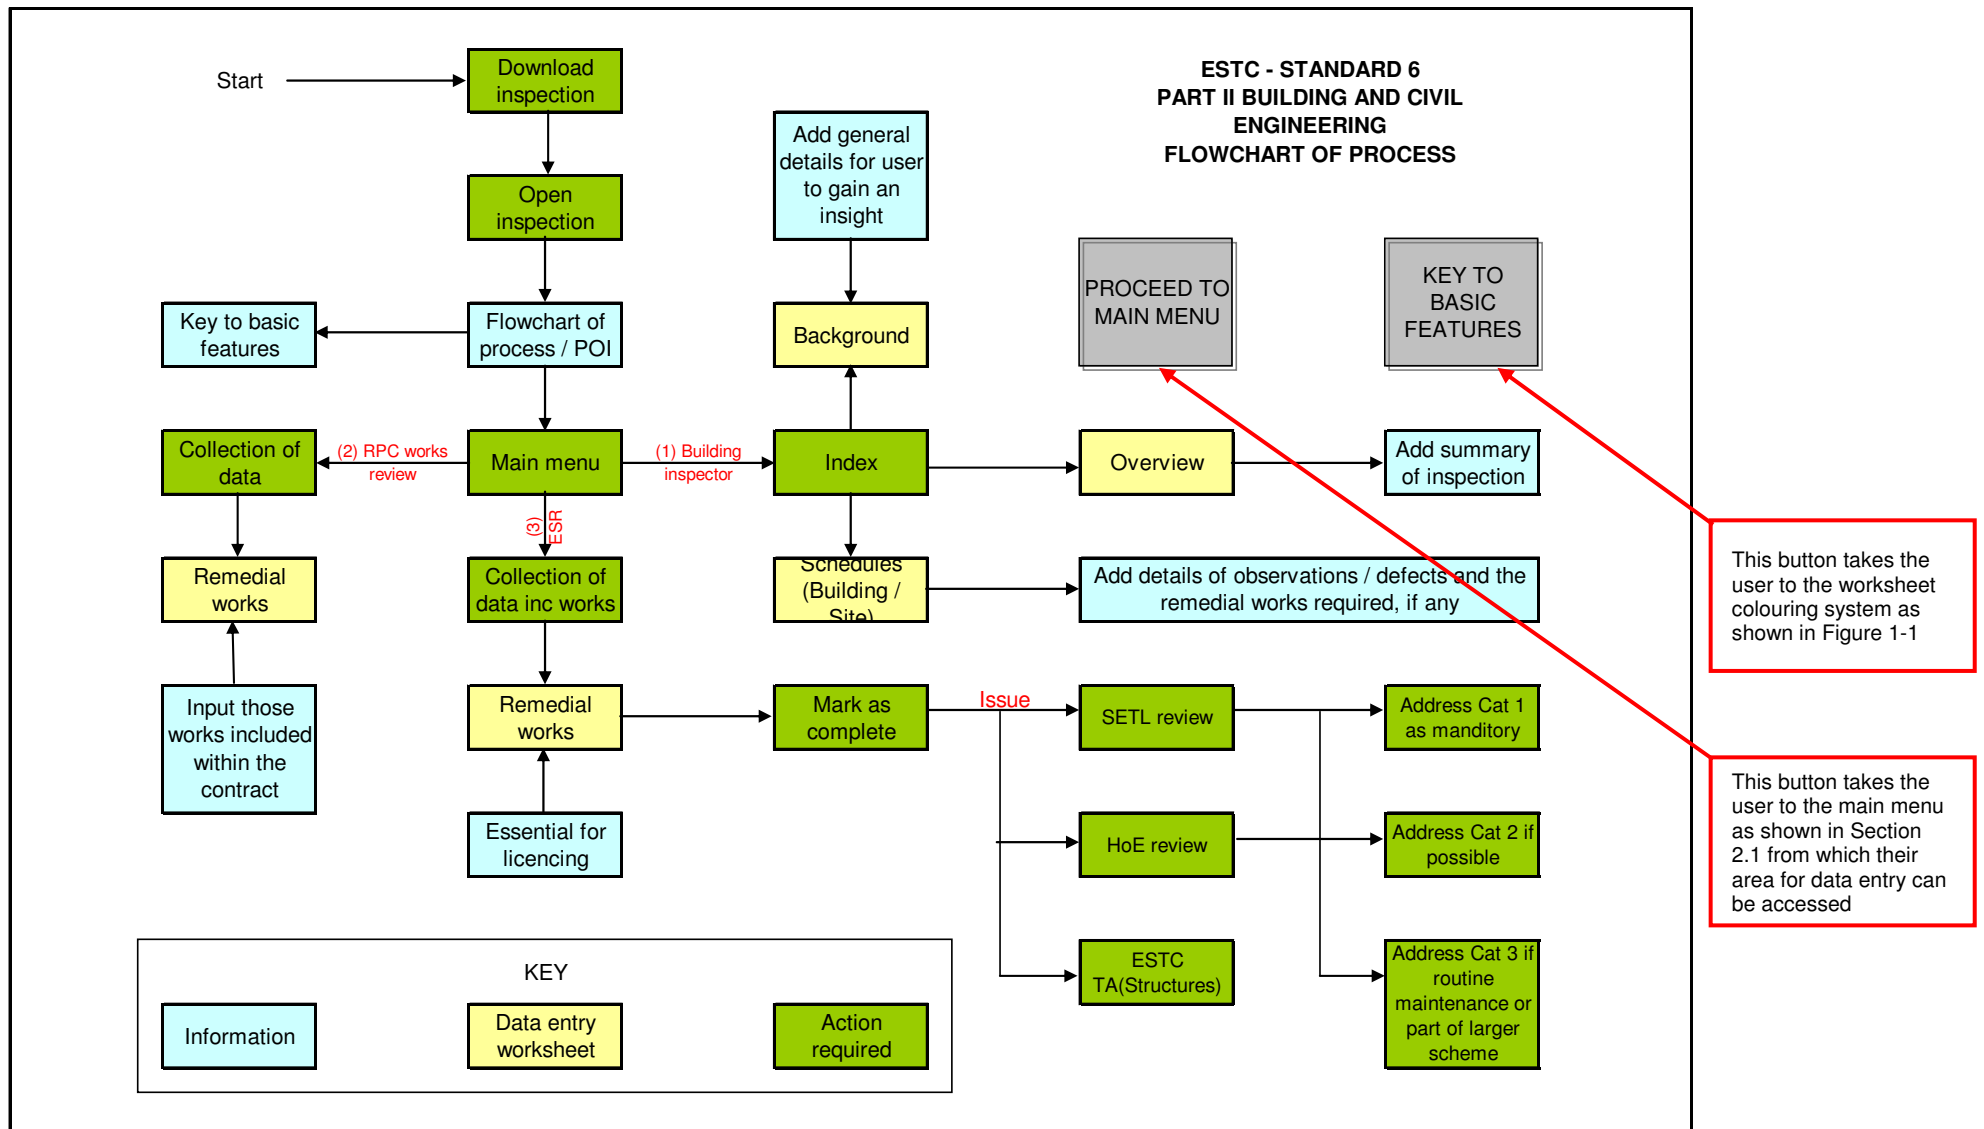 Start
Download
inspection
ESTC - STANDARD 6
PART II BUILDING AND CIVIL
ENGINEERING
FLOWCHART OF PROCESS
Add general
details for user
to gain an
insight
Open
inspection
PROCEED TO
MAIN MENU
KEY TO
BASIC
FEATURES
Key to basic
features
Flowchart of
process / POI
Background
Collection of
data
(2) RPC works
review
Main menu
(1) Building
inspector
Index
Overview
Add summary
of inspection
(3)
ESR
Remedial
works
Collection of
data inc works
Schedules
(Building /
Site)
Add details of observations / defects and the
remedial works required, if any
This button takes the
user to the worksheet
colouring system as
shown in Figure 1-1
Input those
works included
within the
contract
Remedial
works
Mark as
complete
Issue
SETL review
Address Cat 1
as manditory
This button takes the
user to the main menu
as shown in Section
2.1 from which their
area for data entry can
be accessed
Essential for
licencing
HoE review
Address Cat 2 if
possible
ESTC
TA(Structures)
Address Cat 3 if
routine
maintenance or
part of larger
scheme
KEY
Information
Data entry
worksheet
Action
required